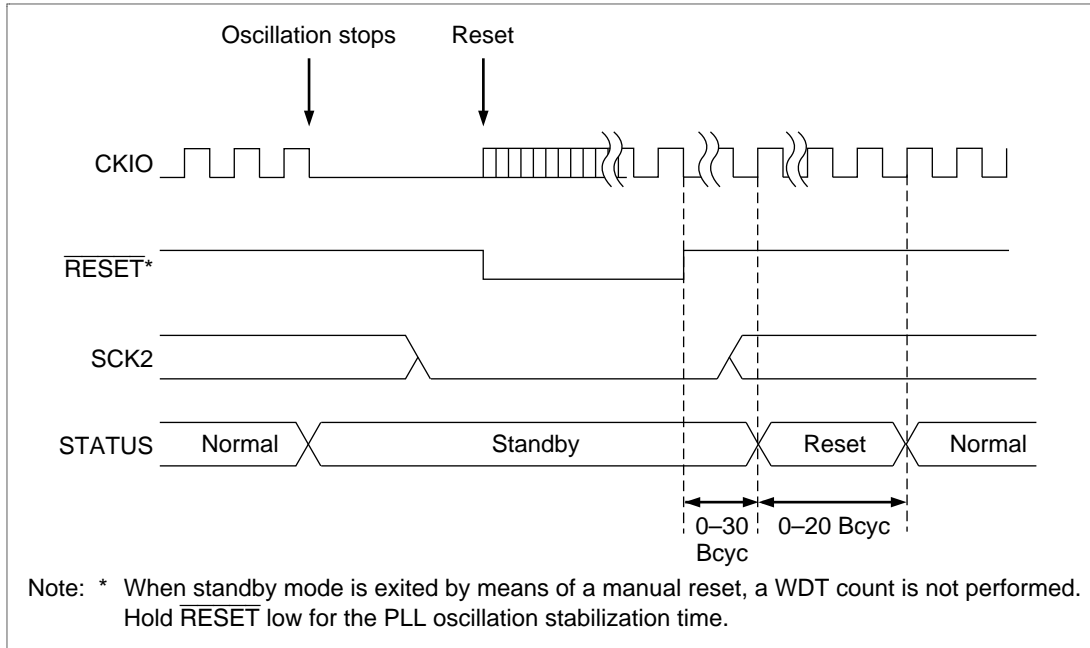 Oscillation stops Reset
CKIO
RESET*
SCK2
STATUS Normal Standby Reset Normal
0–30 Bcyc 0–20 Bcyc
Note: * When standby mode is exited by means of a manual reset, a WDT count is not performed.
Hold RESET low for the PLL oscillation stabilization time.